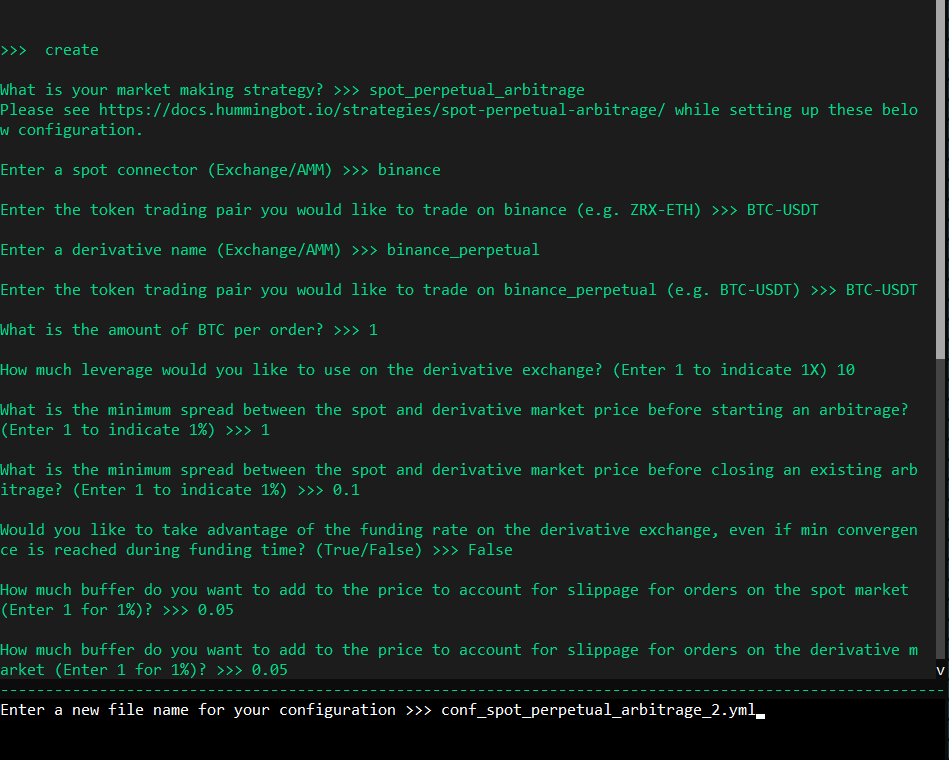 >>>  create
What is your market making strategy? >>> spot_perpetual_arbitrage
Please see https://docs.hummingbot.io/strategies/spot-perpetual-arbitrage/ while setting up these belo
w configuration.
Enter a spot connector (Exchange/AMM) >>> binance
Enter the token trading pair you would like to trade on binance (e.g. ZRX-ETH) >>> BTC-USDT
Enter a derivative name (Exchange/AMM) >>> binance_perpetual
Enter the token trading pair you would like to trade on binance_perpetual (e.g. BTC-USDT) >>> BTC-USDT
What is the amount of BTC per order? >>> 1
How much leverage would you like to use on the derivative exchange? (Enter 1 to indicate 1X) 10
What is the minimum spread between the spot and derivative market price before starting an arbitrage?
(Enter 1 to indicate 1%) >>> 1
What is the minimum spread between the spot and derivative market price before closing an existing arb
itrage? (Enter 1 to indicate 1%) >>> 0.1
Would you like to take advantage of the funding rate on the derivative exchange, even if min convergen
ce is reached during funding time? (True/False) >>> False
How much buffer do you want to add to the price to account for slippage for orders on the spot market
(Enter 1 for 1%)? >>> 0.05
How much buffer do you want to add to the price to account for slippage for orders on the derivative m
arket (Enter 1 for 1%)? >>> 0.05
v
Enter a new file name for your configuration >>> conf_spot_perpetual_arbitrage_2.yml